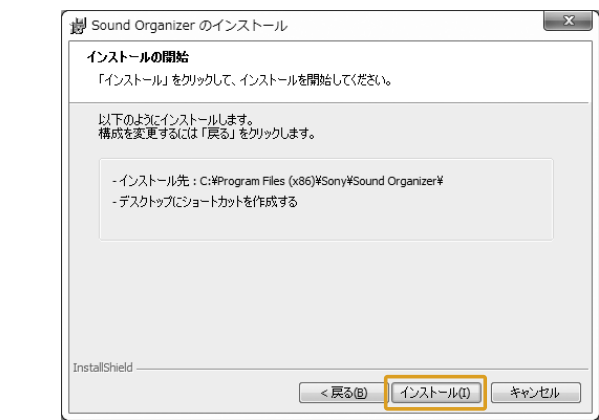 Sound Organizer のインストール
インストールの開始
「インストール」をクリックして、インストールを開始してください。
以下のようにインストールします。
構成を変更するには「戻る」をクリックします。
- インストール先 : C:¥Program Files (x86)¥Sony¥Sound Organizer¥
- デスクトップにショートカットを作成する
InstallShield
< 戻る(B) インストール(I) キャンセル